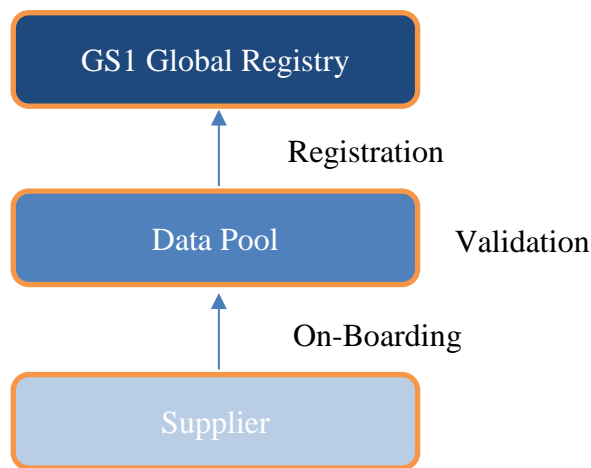 GS1 Global Registry
Registration
Data Pool
Validation
On-Boarding
Supplier